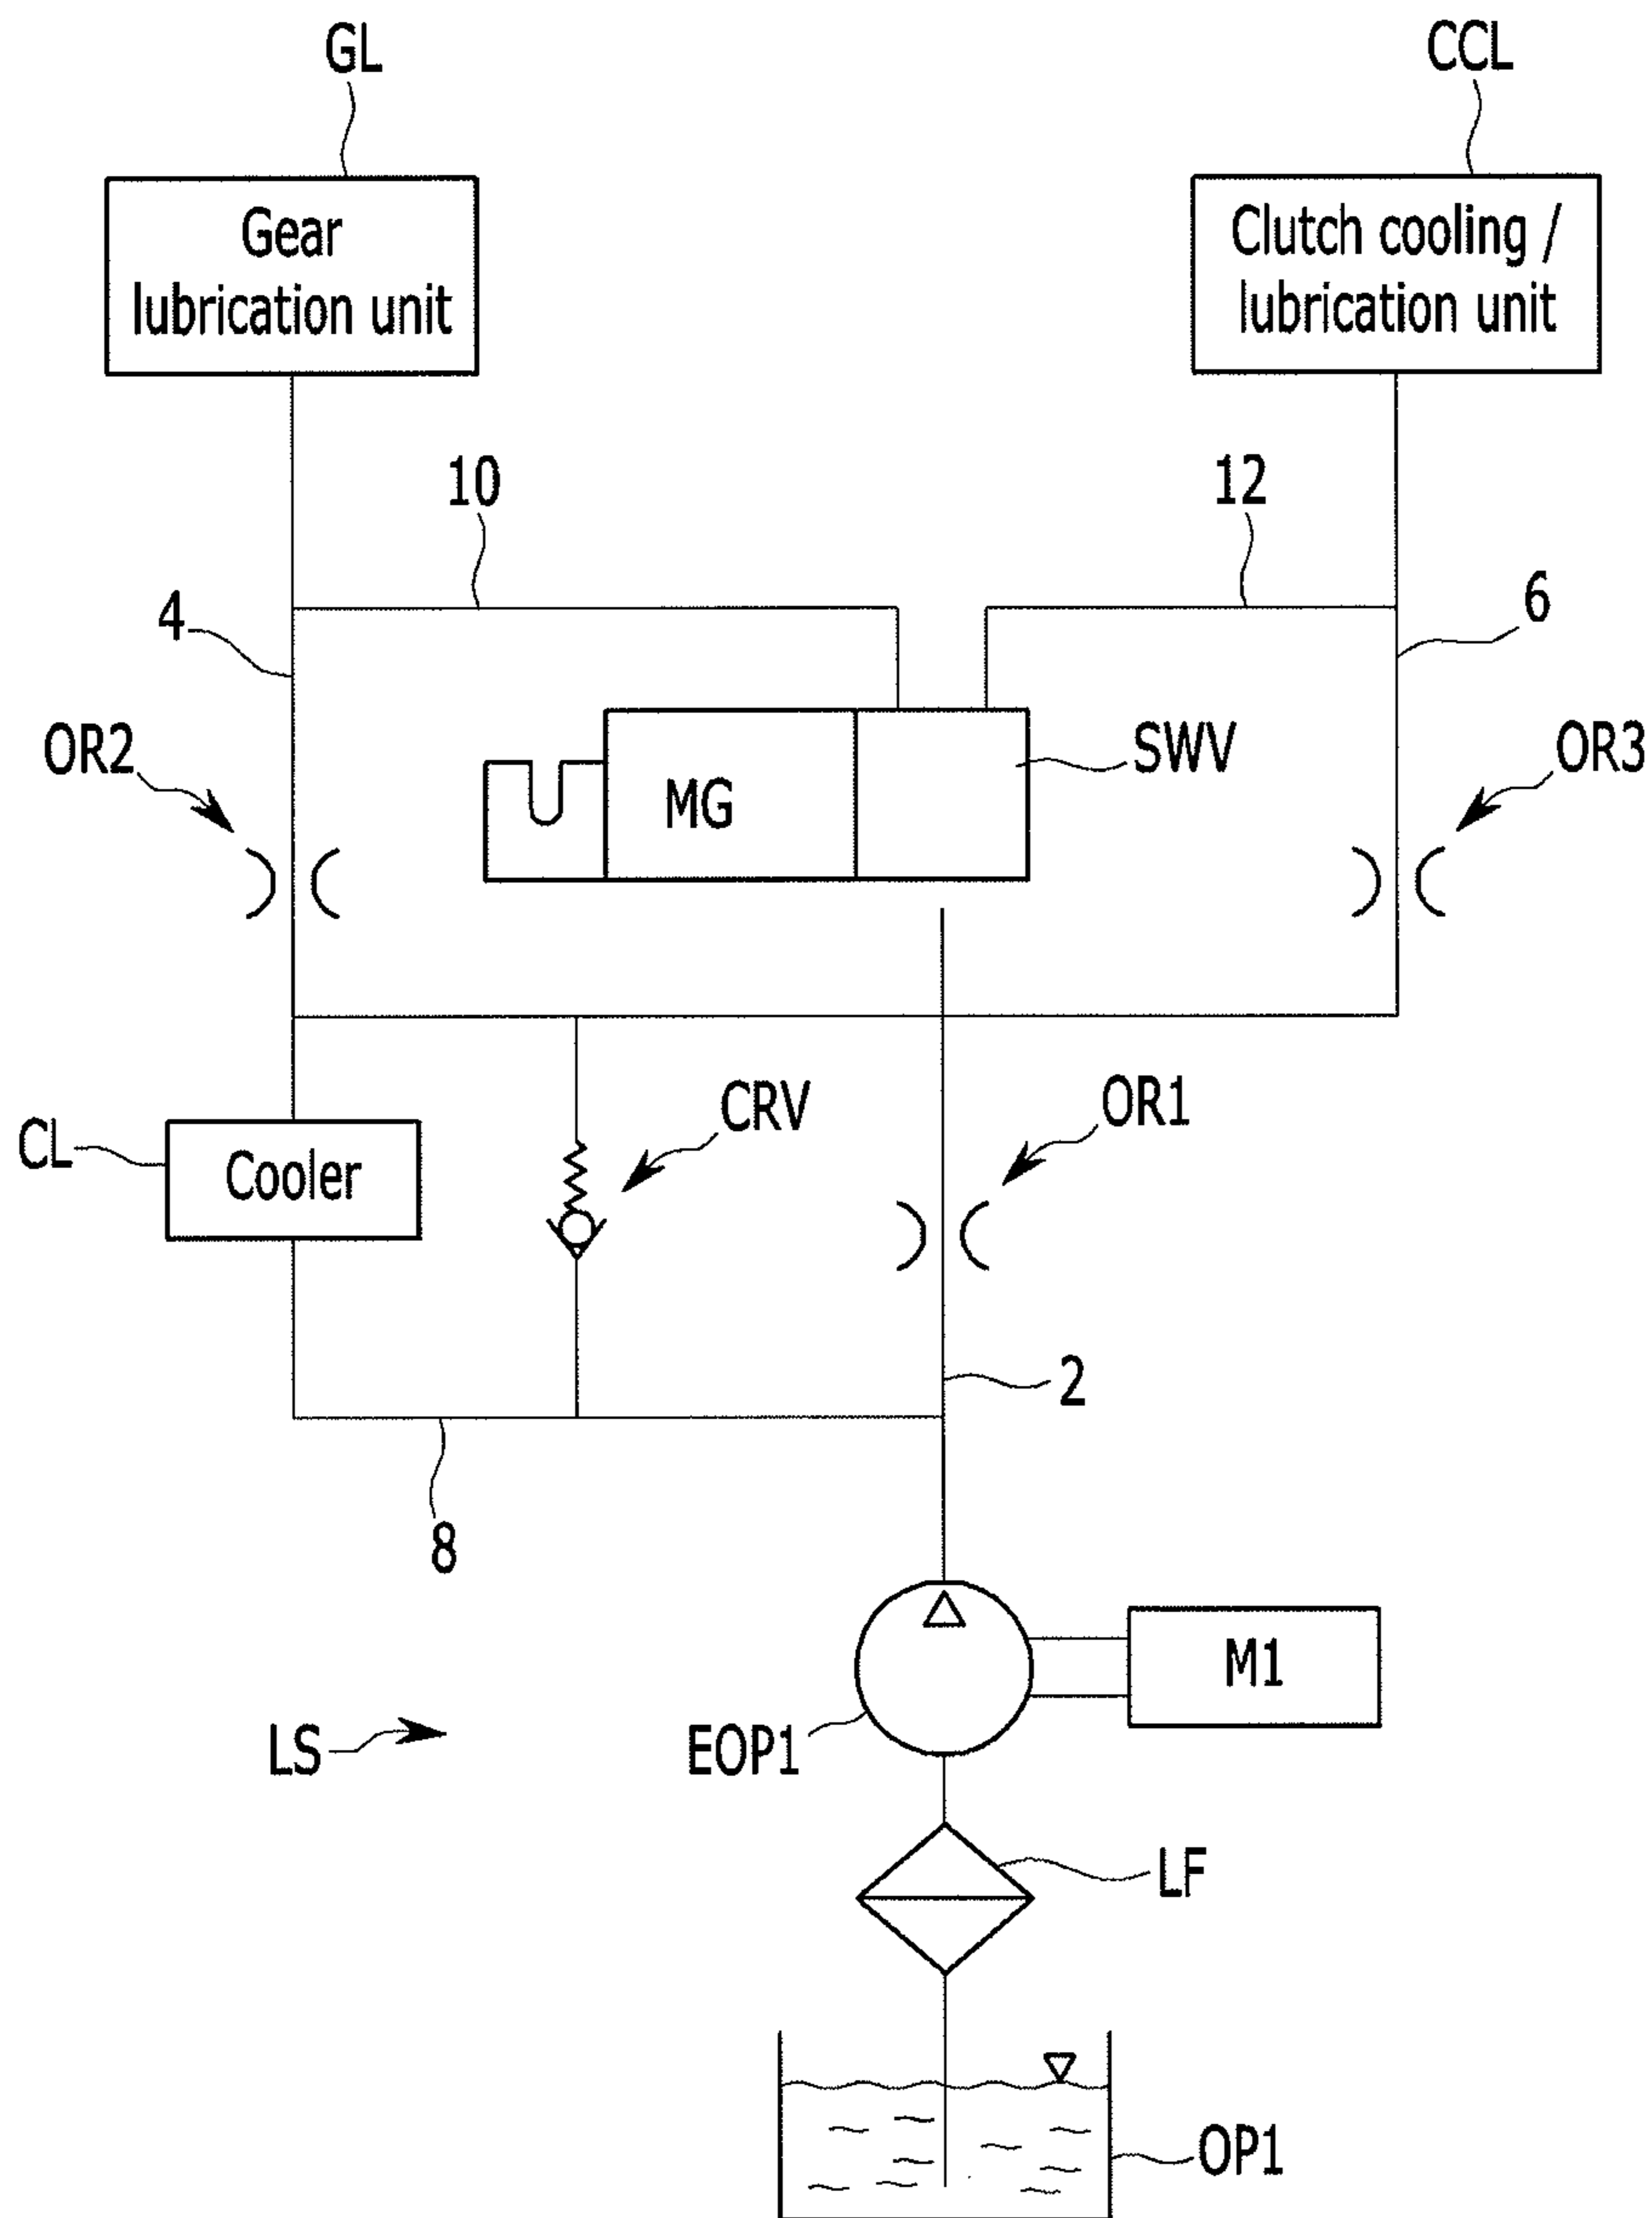 GL
CCL
Gear
lubrication unit
Clutch cooling /
lubrication unit
10
12
4
6
OR2
MG
SWV
OR3
CL
Cooler
CRV
OR1
2
8
M1
LS
EOP1
LF
OP1